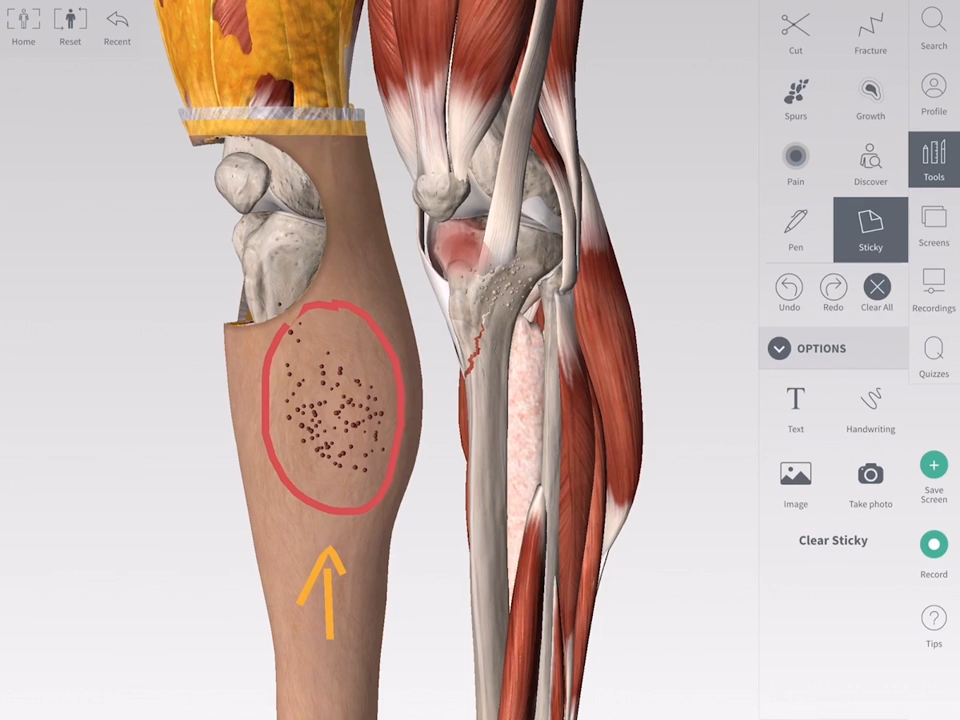 Home
Reset
Recent
Cut
Fracture
Search
Spurs
Growth
Profile
Pain
Discover
Tools
Pen
Sticky
Screens
Undo
Redo
Clear All
Recordings
OPTIONS
Quizzes
Text
Handwriting
Image
Take photo
Save
Screen
Clear Sticky
Record
Tips